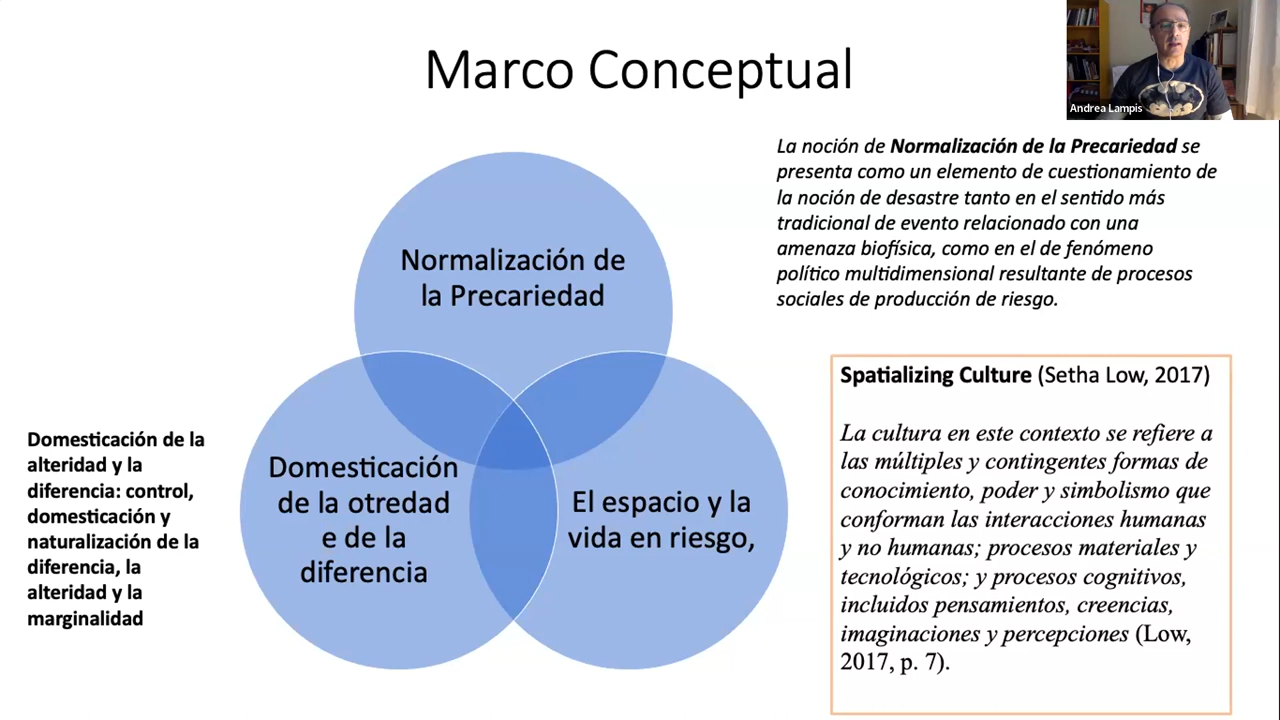 Marco Conceptual
Andrea Lampis
La noción de Normalización de la Precariedad se
presenta como un elemento de cuestionamiento de
la noción de desastre tanto en el sentido más
tradicional de evento relacionado con una
amenaza biofísica, como en el de fenómeno
político multidimensional resultante de procesos
sociales de producción de riesgo.
Normalización de
la Precariedad
Domesticación
de la otredad
e de la
diferencia
El espacio y la
vida en riesgo,
Domesticación de la
alteridad y la
diferencia: control,
domesticación y
naturalización de la
diferencia, la
alteridad y la
marginalidad
Spatializing Culture (Setha Low, 2017)
La cultura en este contexto se refiere a
las múltiples y contingentes formas de
conocimiento, poder y simbolismo que
conforman las interacciones humanas
y no humanas; procesos materiales y
tecnológicos; y procesos cognitivos,
incluidos pensamientos, creencias,
imaginaciones y percepciones (Low,
2017, p. 7).